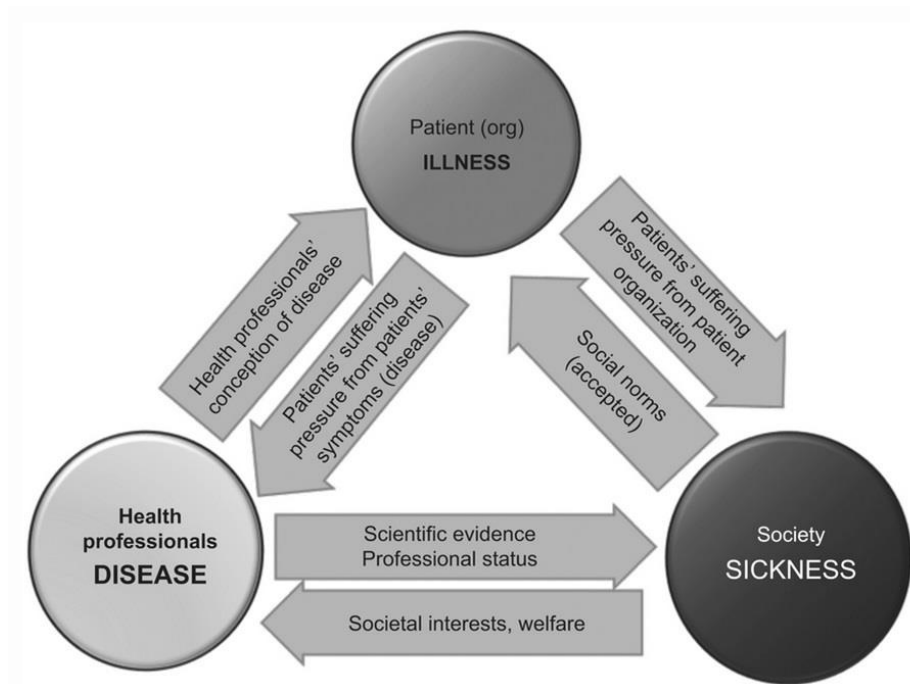 Patient (org)
ILLNESS
Health professionals'
conception of disease
Patients' suffering
pressure from patients'
symptoms (disease)
Patients' suffering
pressure from patient
organization
Social norms
(accepted)
Health
professionals
DISEASE
Scientific evidence
Professional status
Societal interests, welfare
Society
SICKNESS